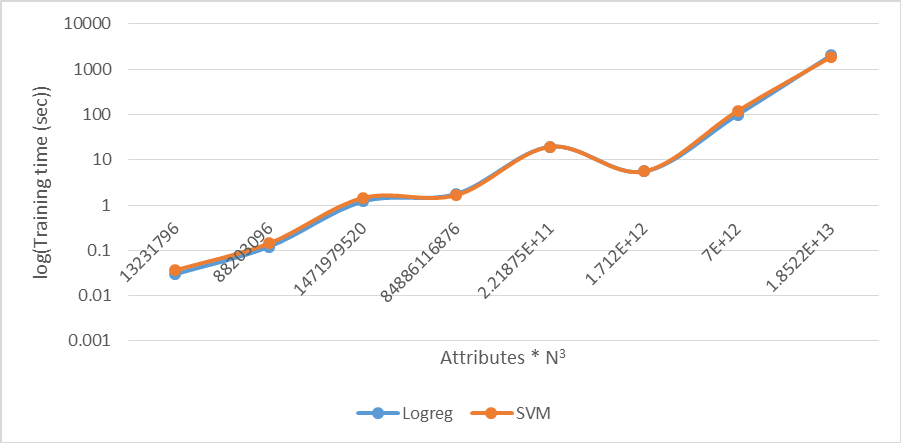 10000
1000
100
10
1
0.1
0.01
0.001
log(Training time (sec))
13231796
88203096
1471979520
84886116876
2.21875E+11
1.712E+12
7E+12
1.8522E+13
Attributes * N³
Logreg
SVM